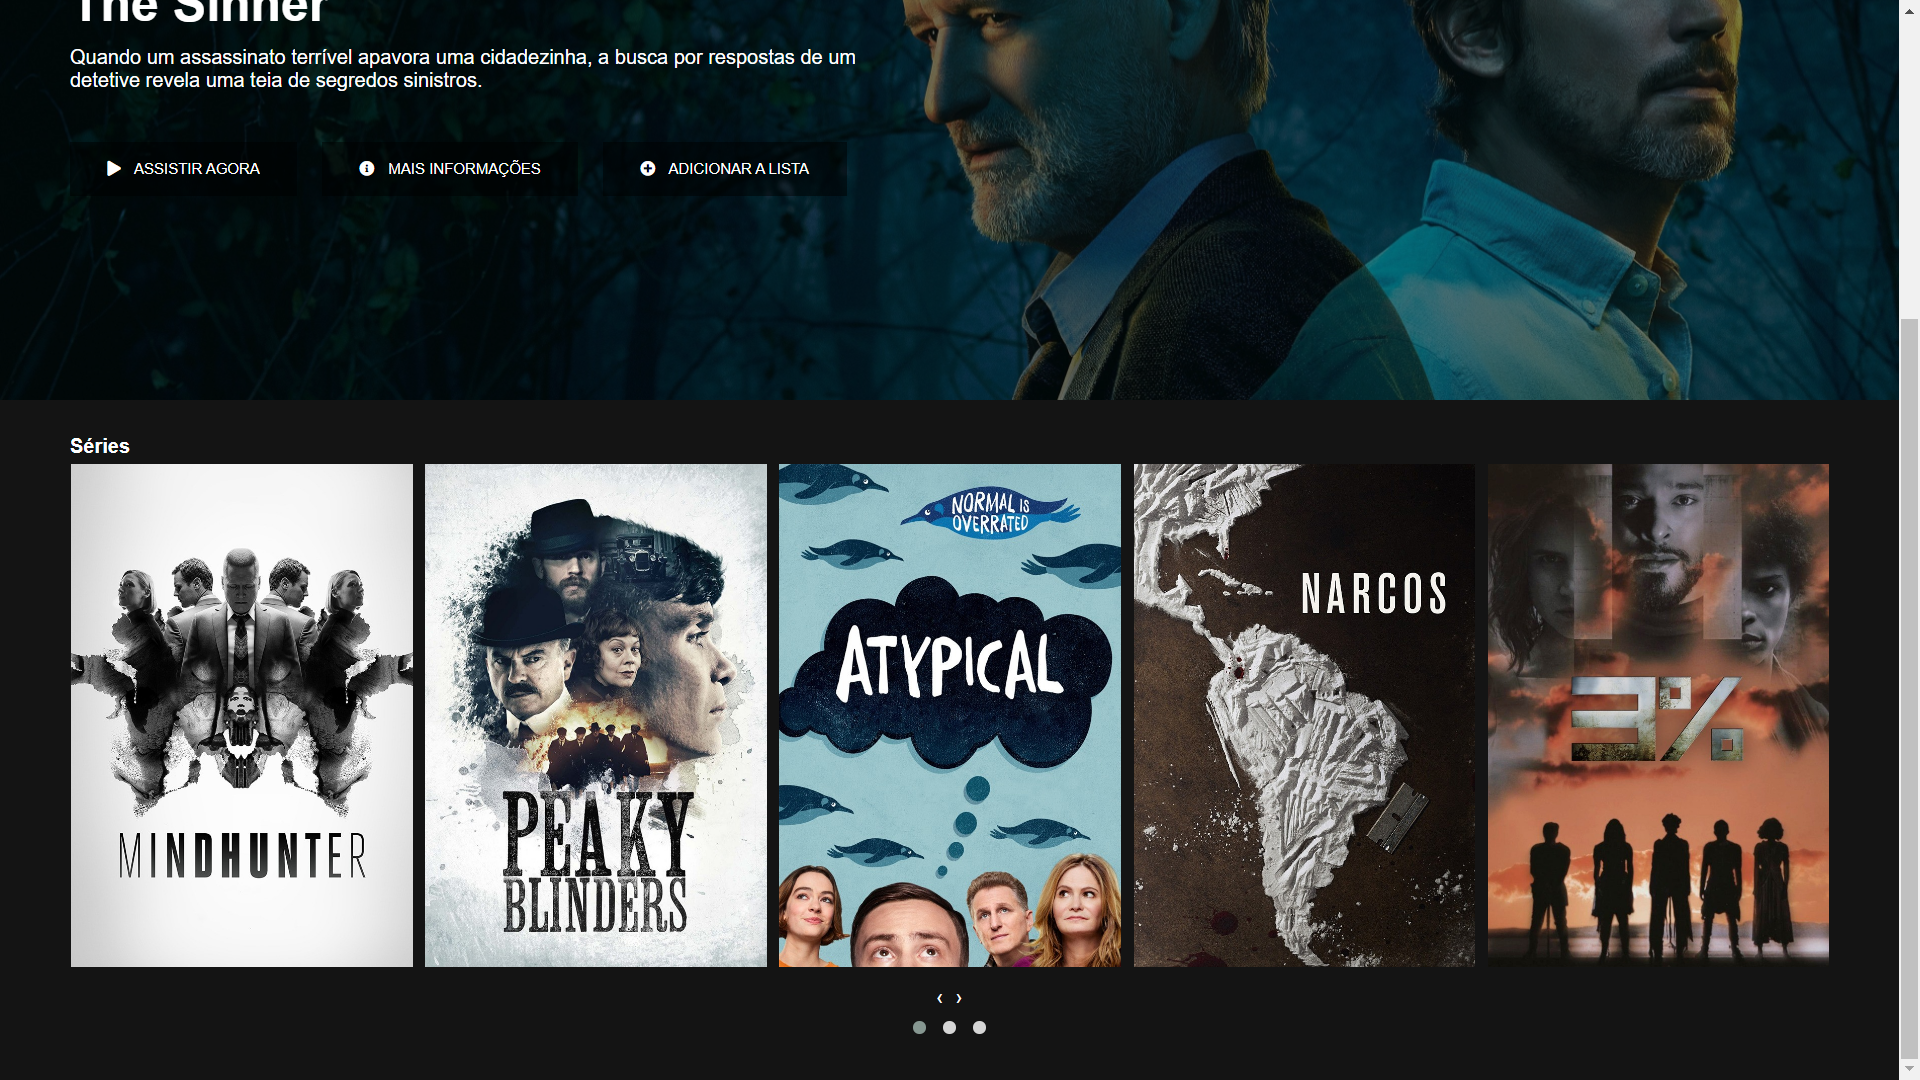 The Sinner
Quando um assassinato terrível apavora uma cidadezinha, a busca por respostas de um
detetive revela uma teia de segredos sinistros.
ASSISTIR AGORA
MAIS INFORMAÇÕES
ADICIONAR A LISTA
Séries
MINDHUNTER
PEAKY
BLINDERS
NORMAL IS
OVERRATED
ATYPICAL
NARCOS
3%
‹ ›